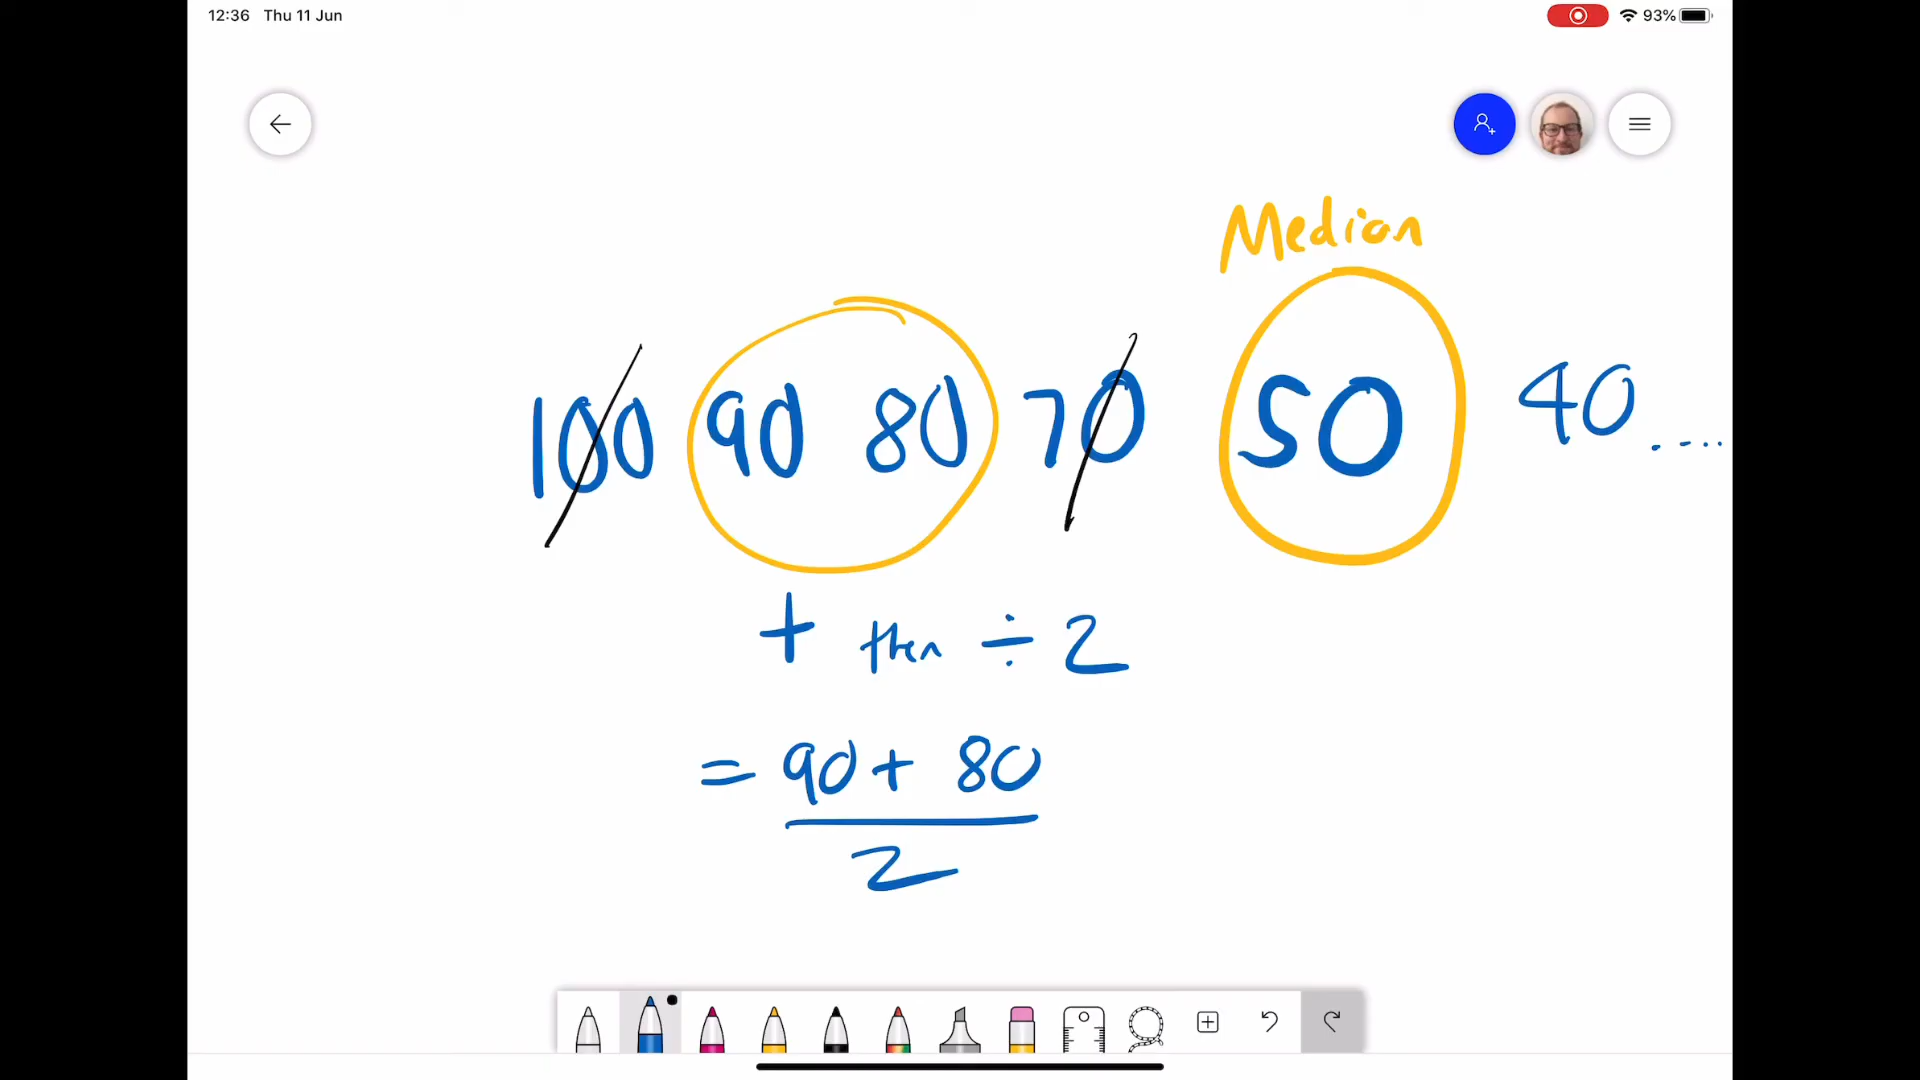 12:36 Thu 11 Jun 93%
Median
100 90 80 70 50 40 ....
+ then ÷ 2
= 90 + 80
2